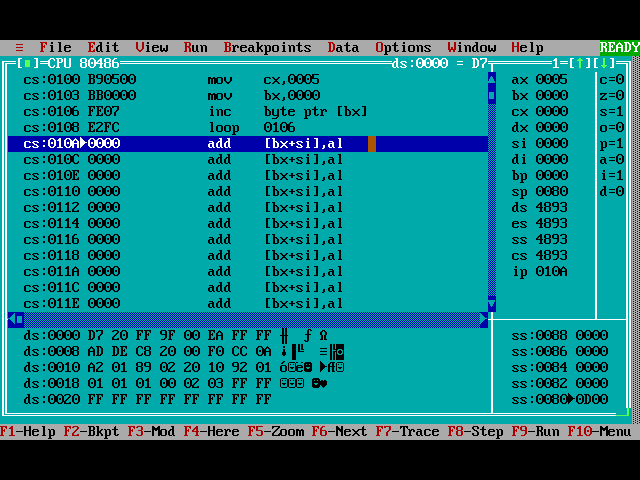 ≡ File Edit View Run Breakpoints Data Options Window Help READY
[■]=CPU 80486 ds:0000 = D7 1=[↑][↓]
cs:0100 B90500 mov cx,0005 ax 0005 c=0
cs:0103 BB0000 mov bx,0000 bx 0000 z=0
cs:0106 FE07 inc byte ptr [bx] cx 0000 s=1
cs:0108 E2FC loop 0106 dx 0000 o=0
cs:010A►0000 add [bx+si],al si 0000 p=1
cs:010C 0000 add [bx+si],al di 0000 a=0
cs:010E 0000 add [bx+si],al bp 0000 i=1
cs:0110 0000 add [bx+si],al sp 0080 d=0
cs:0112 0000 add [bx+si],al ds 4893
cs:0114 0000 add [bx+si],al es 4893
cs:0116 0000 add [bx+si],al ss 4893
cs:0118 0000 add [bx+si],al cs 4893
cs:011A 0000 add [bx+si],al ip 010A
cs:011C 0000 add [bx+si],al
cs:011E 0000 add [bx+si],al
ds:0000 D7 20 FF 9F 00 EA FF FF ╫ ƒ Ω ss:0088 0000
ds:0008 AD DE C8 20 00 F0 CC 0A ¡▐╚ ≡╠◙ ss:0086 0000
ds:0010 A2 01 89 02 20 10 92 01 ó☺ë☻ ►Æ☺ ss:0084 0000
ds:0018 01 01 01 00 02 03 FF FF ☺☺☺ ☻♥ ss:0082 0000
ds:0020 FF FF FF FF FF FF FF FF ss:0080►0D00
F1-Help F2-Bkpt F3-Mod F4-Here F5-Zoom F6-Next F7-Trace F8-Step F9-Run F10-Menu